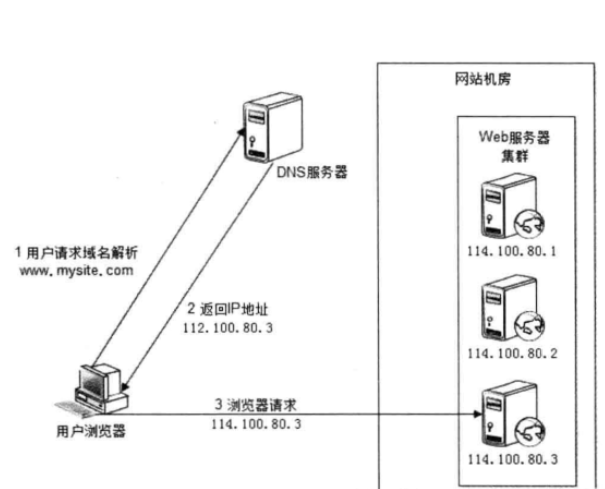 网站机房
Web服务器
集群
DNS服务器
114.100.80.1
1 用户请求域名解析
www.mysite.com
2 返回IP地址
112.100.80.3
114.100.80.2
3 浏览器请求
114.100.80.3
用户浏览器
114.100.80.3